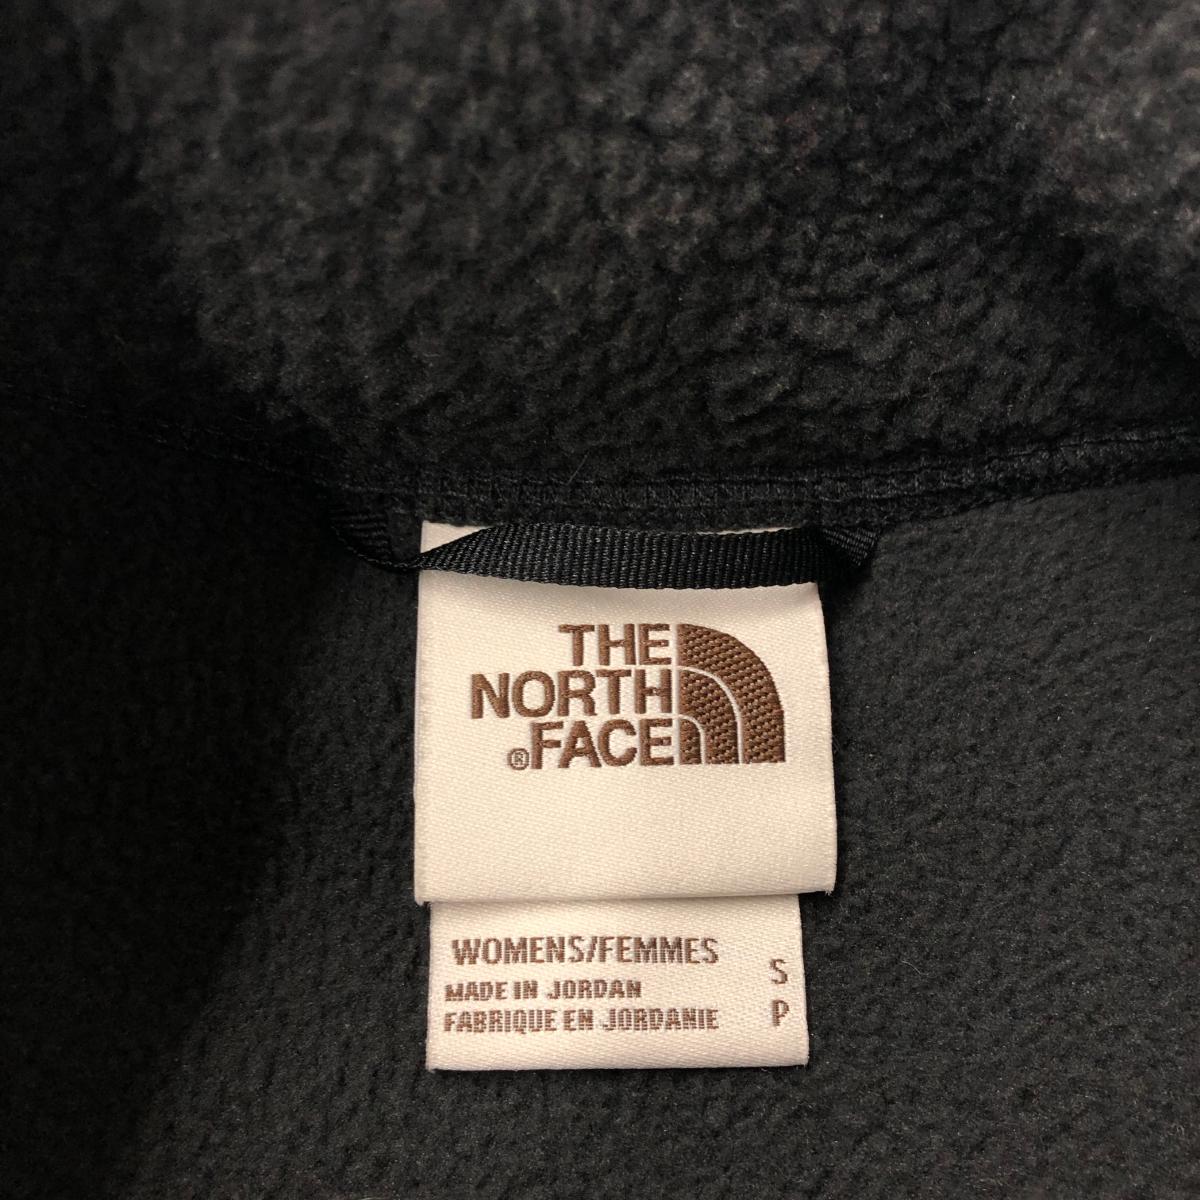 THE
NORTH
®FACE
WOMENS/FEMMES
MADE IN JORDAN
FABRIQUE EN JORDANIE
S
P